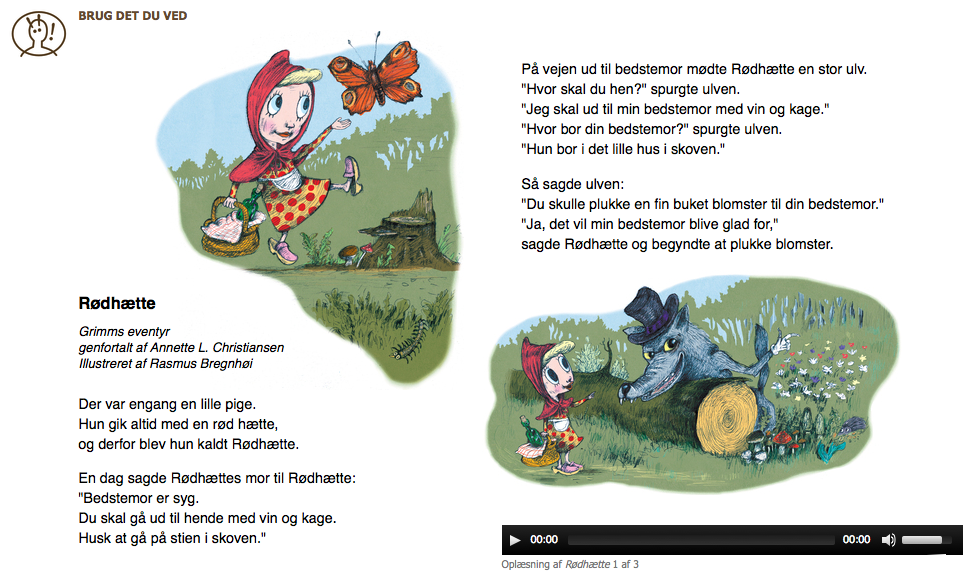 BRUG DET DU VED
Rødhætte
Grimms eventyr
genfortalt af Annette L. Christiansen
Illustreret af Rasmus Bregnhøi
Der var engang en lille pige.
Hun gik altid med en rød hætte,
og derfor blev hun kaldt Rødhætte.
En dag sagde Rødhættes mor til Rødhætte:
"Bedstemor er syg.
Du skal gå ud til hende med vin og kage.
Husk at gå på stien i skoven."
På vejen ud til bedstemor mødte Rødhætte en stor ulv.
"Hvor skal du hen?" spurgte ulven.
"Jeg skal ud til min bedstemor med vin og kage."
"Hvor bor din bedstemor?" spurgte ulven.
"Hun bor i det lille hus i skoven."
Så sagde ulven:
"Du skulle plukke en fin buket blomster til din bedstemor."
"Ja, det vil min bedstemor blive glad for,"
sagde Rødhætte og begyndte at plukke blomster.
00:00 00:00
Oplæsning af Rødhætte 1 af 3